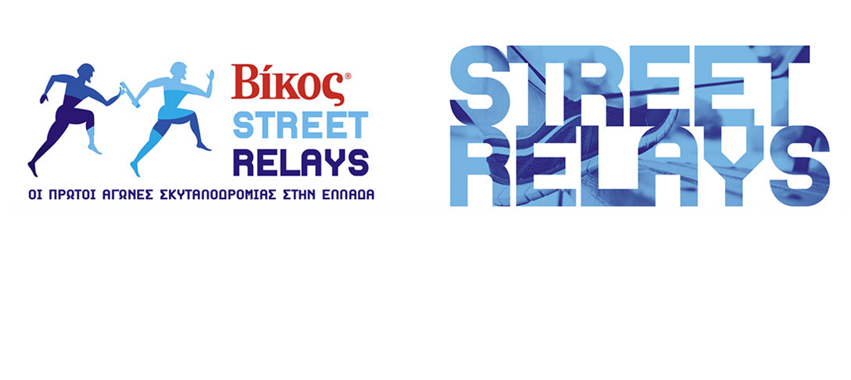 Βίκος®
STREET
RELAYS
ΟΙ ΠΡΩΤΟΙ ΑΓΩΝΕΣ ΣΚΥΤΑΛΟΔΡΟΜΙΑΣ ΣΤΗΝ ΕΛΛΑΔΑ
STREET
RELAYS